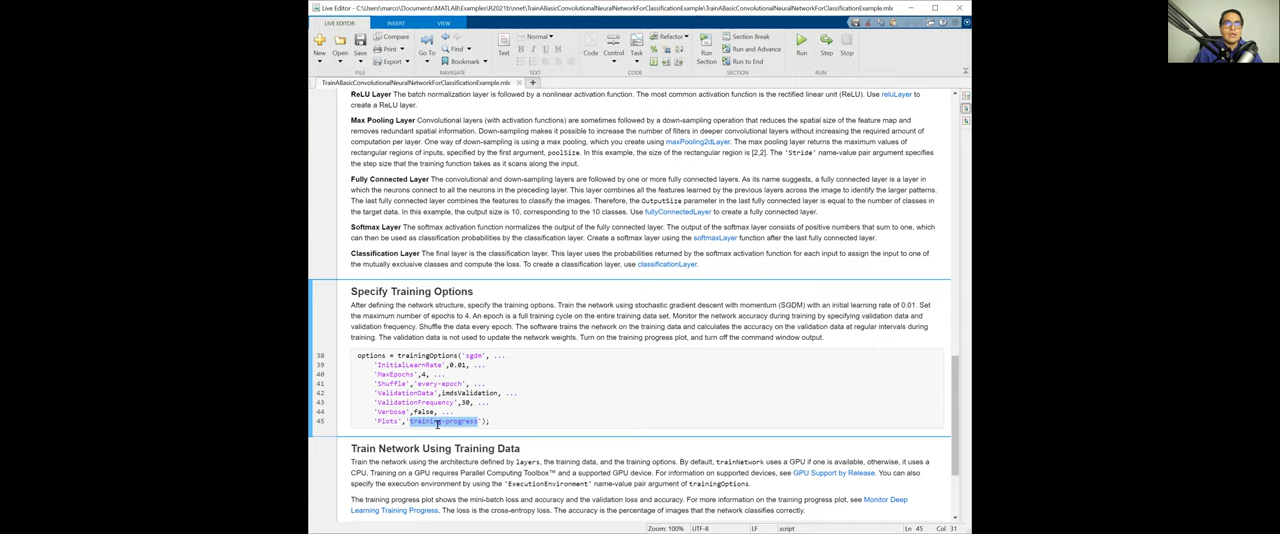 Live Editor - C:\Users\marco\Documents\MATLAB\Examples\R2021b\nnet\TrainABasicConvolutionalNeuralNetworkForClassificationExample\TrainABasicConvolutionalNeuralNetworkForClassificationExample.mlx
LIVE EDITOR INSERT VIEW
New Open Save Compare Print Export
Go To Find Bookmark
Text Normal B I U M
Code Control Task Refactor
Run Section Section Break Run and Advance Run to End
Run Step Stop
FILE NAVIGATE TEXT CODE SECTION RUN
TrainABasicConvolutionalNeuralNetworkForClassificationExample.mlx × +
ReLU Layer The batch normalization layer is followed by a nonlinear activation function. The most common activation function is the rectified linear unit (ReLU). Use reluLayer to
create a ReLU layer.
Max Pooling Layer Convolutional layers (with activation functions) are sometimes followed by a down-sampling operation that reduces the spatial size of the feature map and
removes redundant spatial information. Down-sampling makes it possible to increase the number of filters in deeper convolutional layers without increasing the required amount of
computation per layer. One way of down-sampling is using a max pooling, which you create using maxPooling2dLayer. The max pooling layer returns the maximum values of
rectangular regions of inputs, specified by the first argument, poolSize. In this example, the size of the rectangular region is [2,2]. The 'Stride' name-value pair argument specifies
the step size that the training function takes as it scans along the input.
Fully Connected Layer The convolutional and down-sampling layers are followed by one or more fully connected layers. As its name suggests, a fully connected layer is a layer in
which the neurons connect to all the neurons in the preceding layer. This layer combines all the features learned by the previous layers across the image to identify the larger patterns.
The last fully connected layer combines the features to classify the images. Therefore, the OutputSize parameter in the last fully connected layer is equal to the number of classes in
the target data. In this example, the output size is 10, corresponding to the 10 classes. Use fullyConnectedLayer to create a fully connected layer.
Softmax Layer The softmax activation function normalizes the output of the fully connected layer. The output of the softmax layer consists of positive numbers that sum to one, which
can then be used as classification probabilities by the classification layer. Create a softmax layer using the softmaxLayer function after the last fully connected layer.
Classification Layer The final layer is the classification layer. This layer uses the probabilities returned by the softmax activation function for each input to assign the input to one of
the mutually exclusive classes and compute the loss. To create a classification layer, use classificationLayer.
Specify Training Options
After defining the network structure, specify the training options. Train the network using stochastic gradient descent with momentum (SGDM) with an initial learning rate of 0.01. Set
the maximum number of epochs to 4. An epoch is a full training cycle on the entire training data set. Monitor the network accuracy during training by specifying validation data and
validation frequency. Shuffle the data every epoch. The software trains the network on the training data and calculates the accuracy on the validation data at regular intervals during
training. The validation data is not used to update the network weights. Turn on the training progress plot, and turn off the command window output.
38 options = trainingOptions('sgdm', ...
39 'InitialLearnRate',0.01, ...
40 'MaxEpochs',4, ...
41 'Shuffle','every-epoch', ...
42 'ValidationData',imdsValidation, ...
43 'ValidationFrequency',30, ...
44 'Verbose',false, ...
45 'Plots','training-progress');
Train Network Using Training Data
Train the network using the architecture defined by layers, the training data, and the training options. By default, trainNetwork uses a GPU if one is available, otherwise, it uses a
CPU. Training on a GPU requires Parallel Computing Toolbox™ and a supported GPU device. For information on supported devices, see GPU Support by Release. You can also
specify the execution environment by using the 'ExecutionEnvironment' name-value pair argument of trainingOptions.
The training progress plot shows the mini-batch loss and accuracy and the validation loss and accuracy. For more information on the training progress plot, see Monitor Deep
Learning Training Progress. The loss is the cross-entropy loss. The accuracy is the percentage of images that the network classifies correctly.
Zoom: 100% UTF-8 LF script Ln 45 Col 31